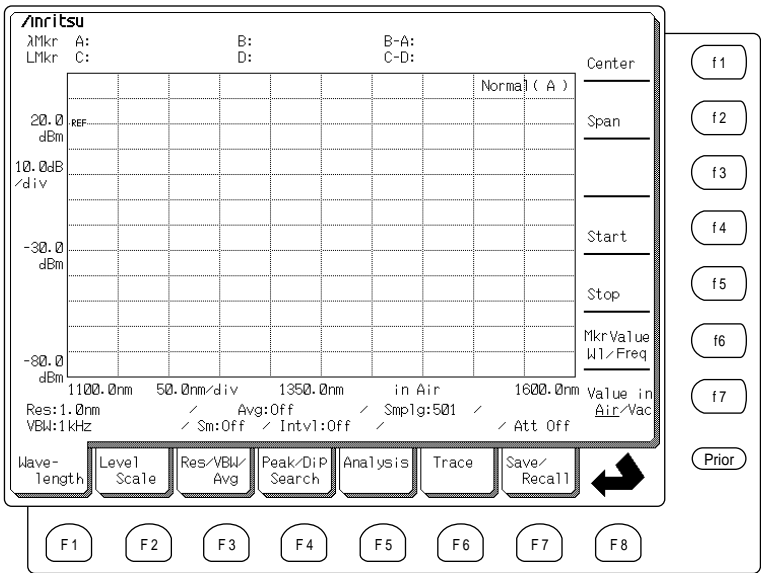 Anritsu
λMkr A: B: B-A:
LMkr C: D: C-D:
Normal ( A )
20.0
dBm
REF
10.0dB
/div
-30.0
dBm
-80.0
dBm
1100.0nm 50.0nm/div 1350.0nm in Air 1600.0nm
Res:1.0nm / Avg:Off / Smplg:501 /
VBW:1kHz / Sm:Off / Intvl:Off / / Att Off
Center
Span
Start
Stop
MkrValue
Wl/Freq
Value in
Air/Vac
Wave-
length
Level
Scale
Res/VBW/
Avg
Peak/Dip
Search
Analysis
Trace
Save/
Recall
f1
f2
f3
f4
f5
f6
f7
Prior
F1 F2 F3 F4 F5 F6 F7 F8